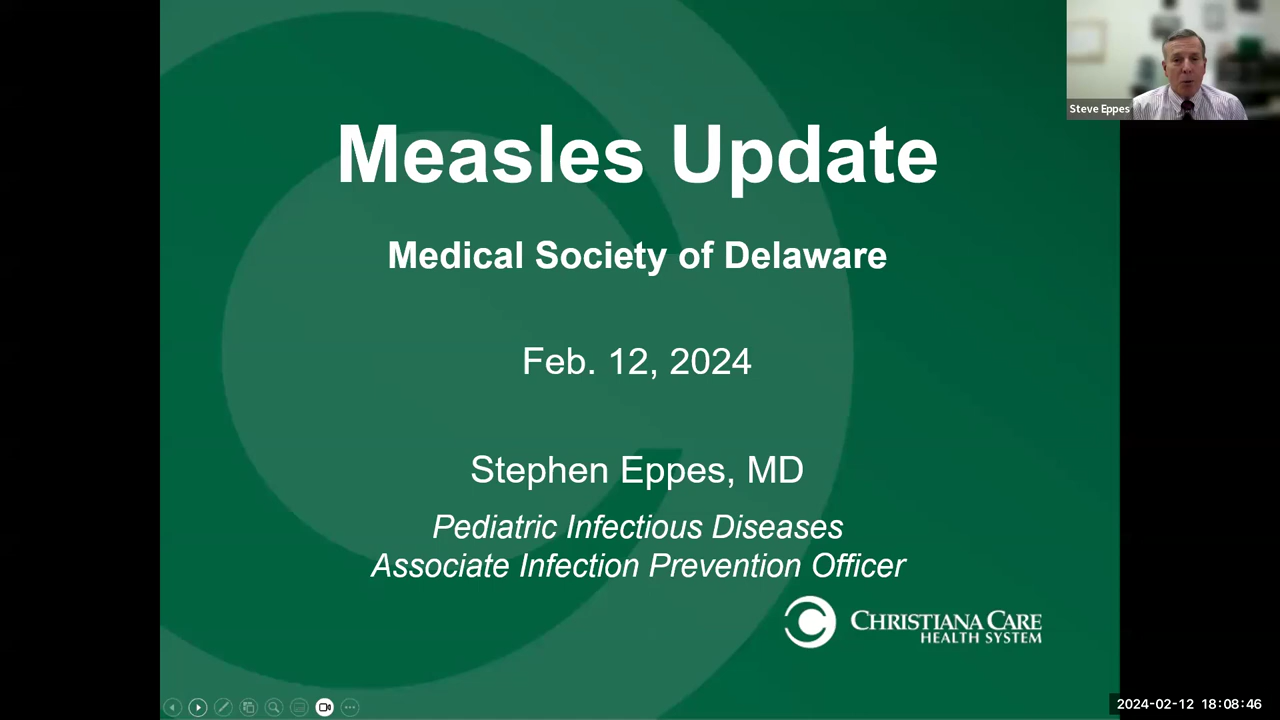 Steve Eppes
Measles Update
Medical Society of Delaware
Feb. 12, 2024
Stephen Eppes, MD
Pediatric Infectious Diseases
Associate Infection Prevention Officer
CHRISTIANA CARE
HEALTH SYSTEM
2024-02-12 18:08:46